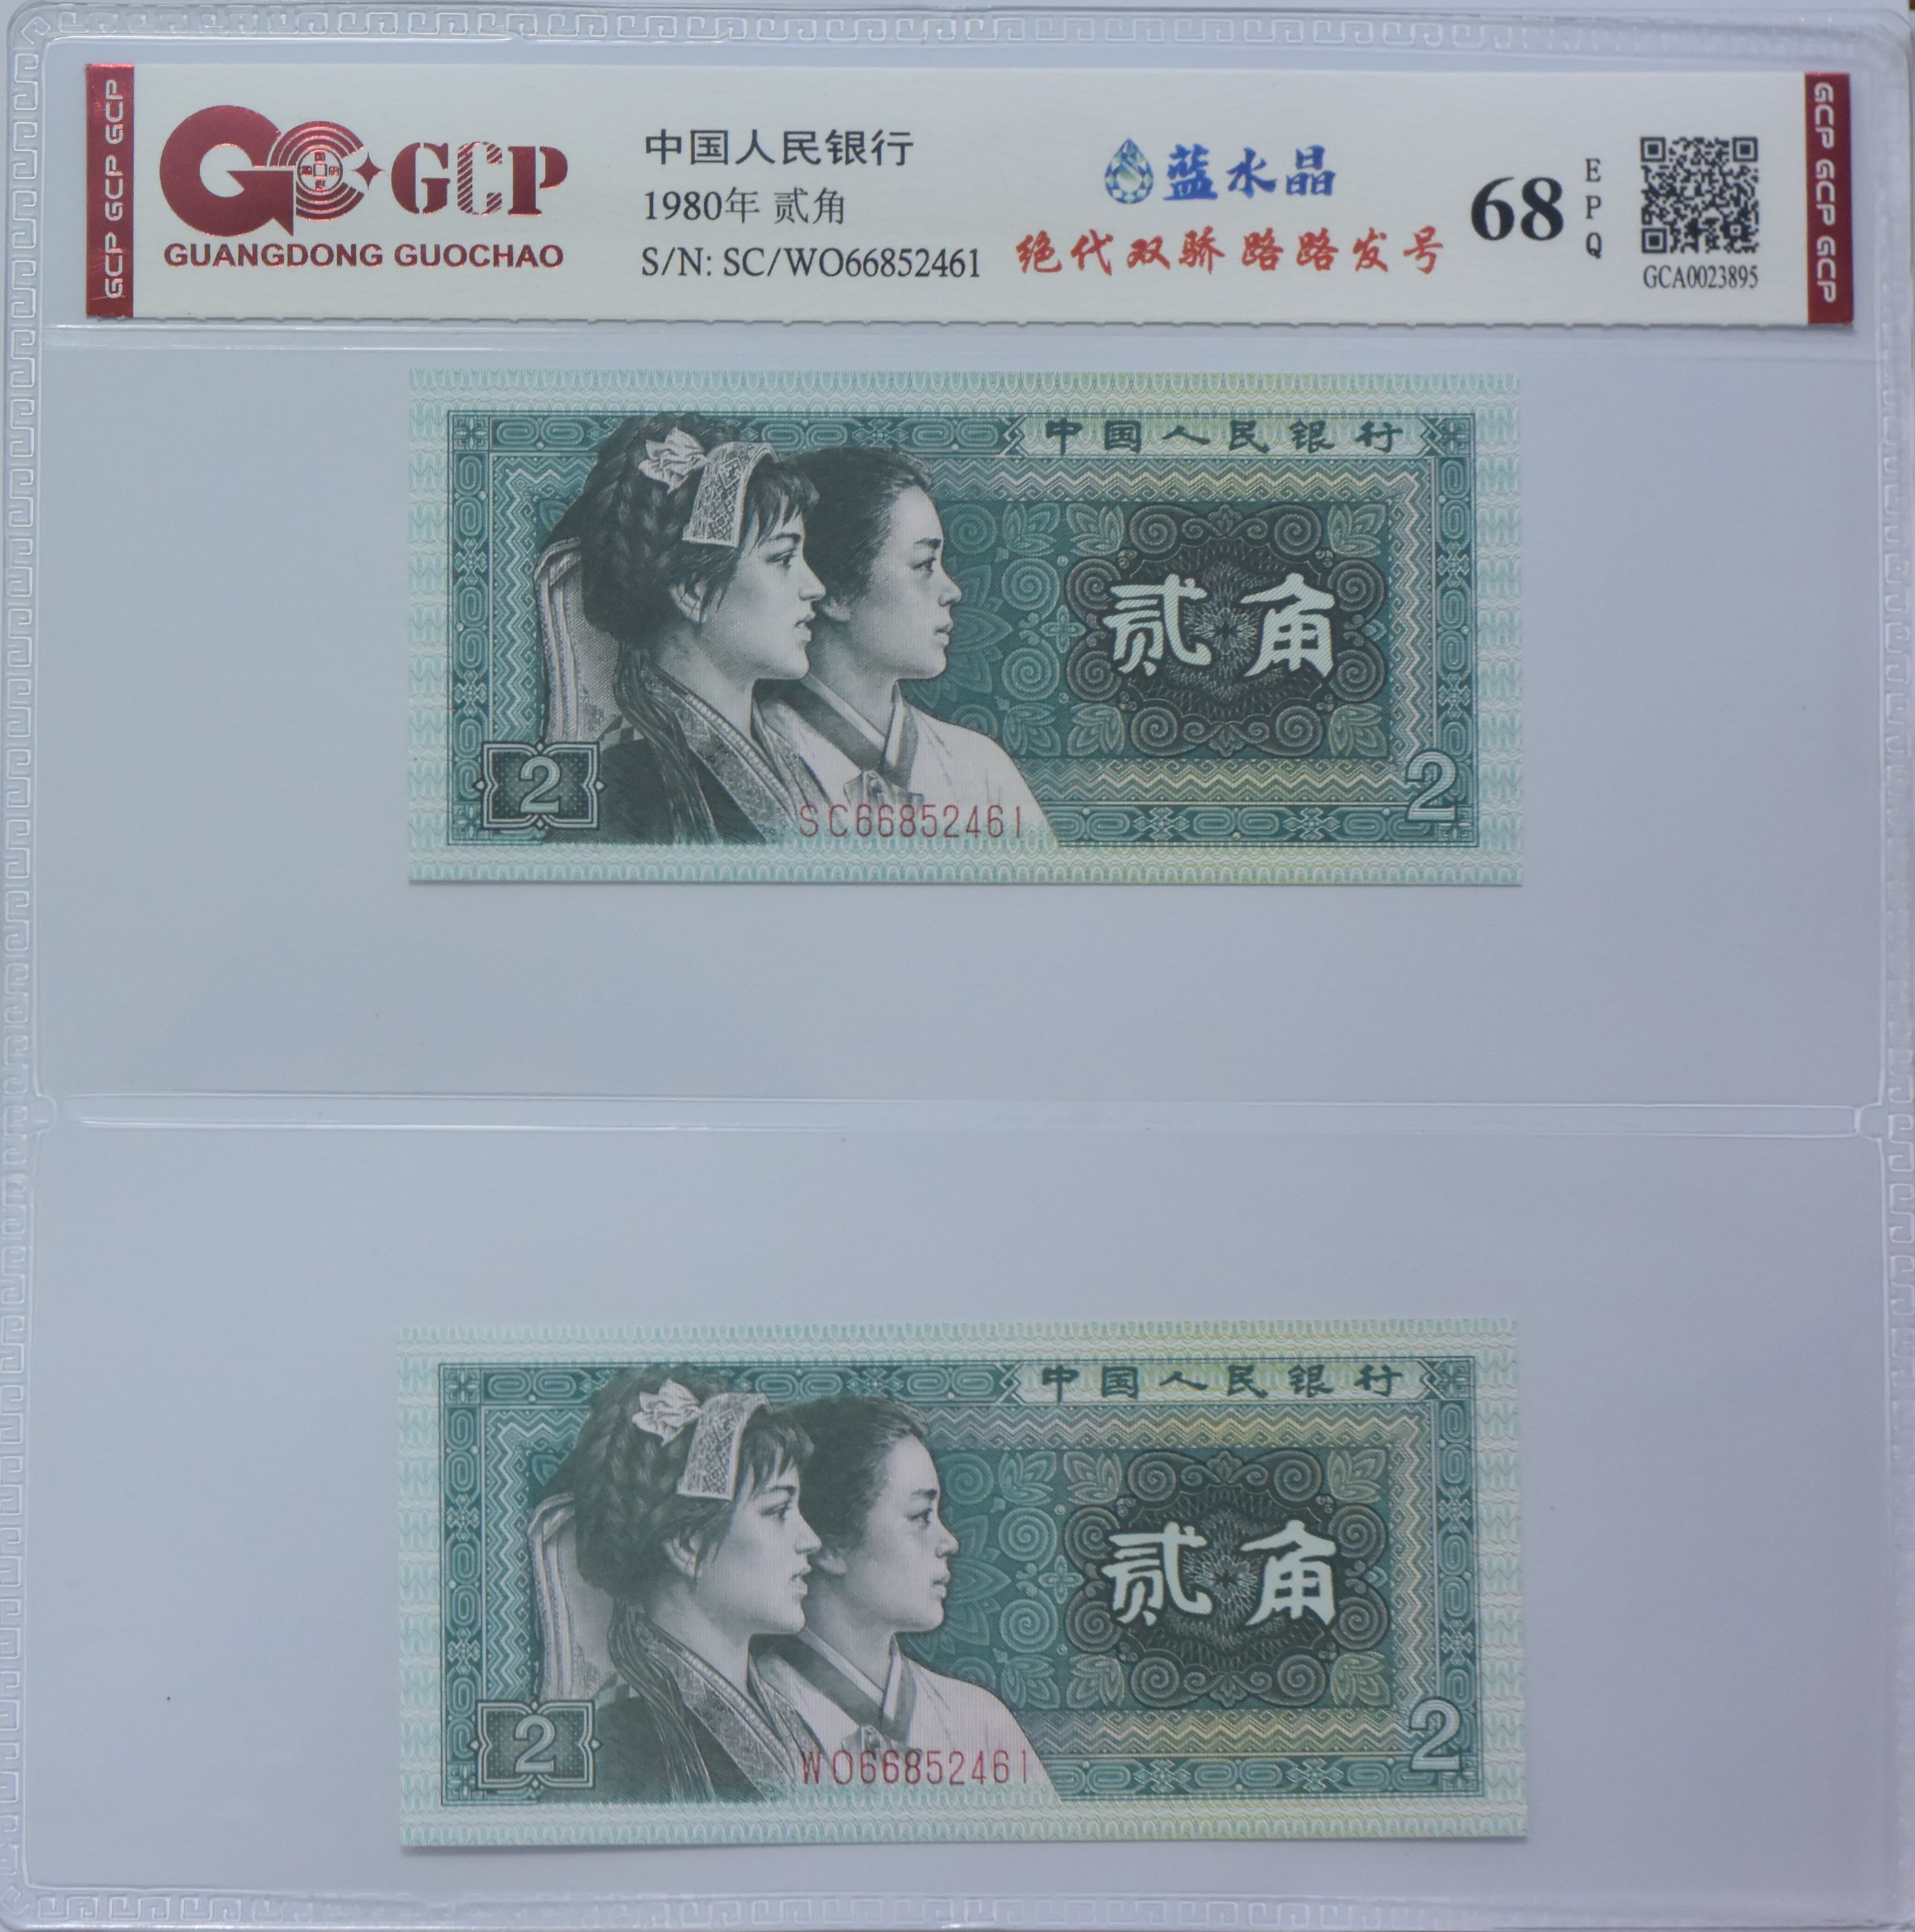 GCP GCP GCP
GCP
GUANGDONG GUOCHAO
中国人民银行
1980年 贰角
S/N: SC/WO66852461
蓝水晶
绝代双骄 路路发号
68
EPQ
GCA0023895
GCP GCP GCP
中国人民银行
贰角
2
SC66852461
2
中国人民银行
贰角
2
WO66852461
2